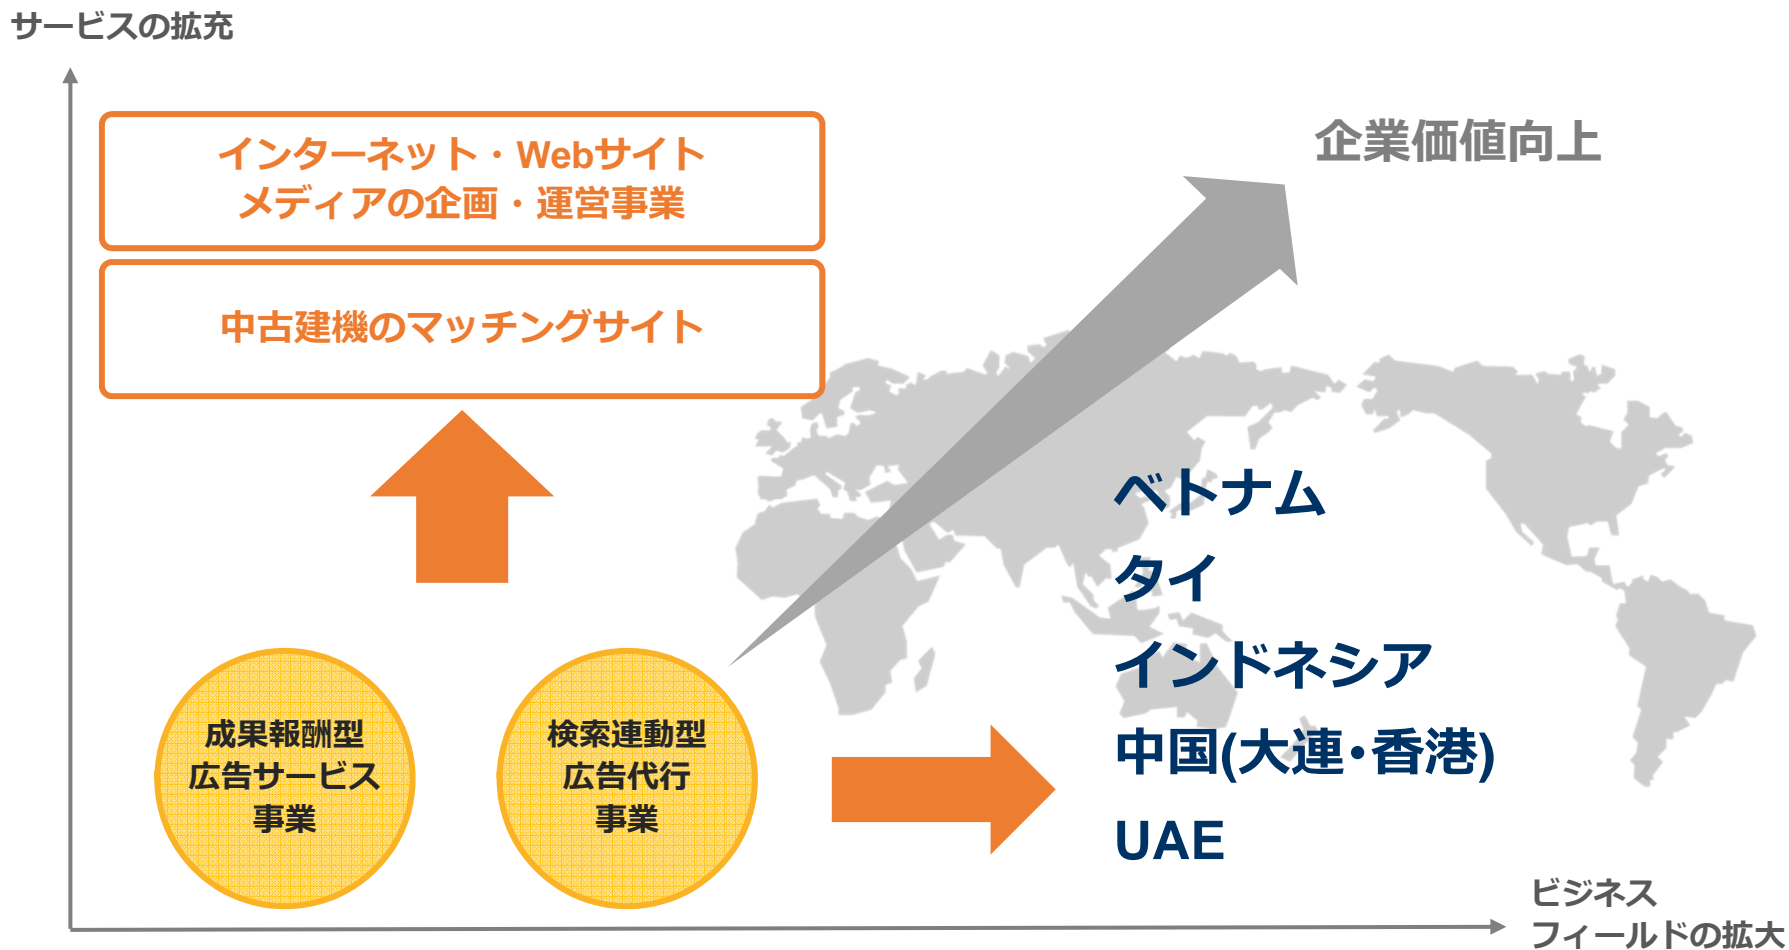 サービスの拡充
インターネット・Webサイト
メディアの企画・運営事業
中古建機のマッチングサイト
企業価値向上
成果報酬型
広告サービス
事業
検索連動型
広告代行
事業
ベトナム
タイ
インドネシア
中国(大連・香港)
UAE
ビジネス
フィールドの拡大